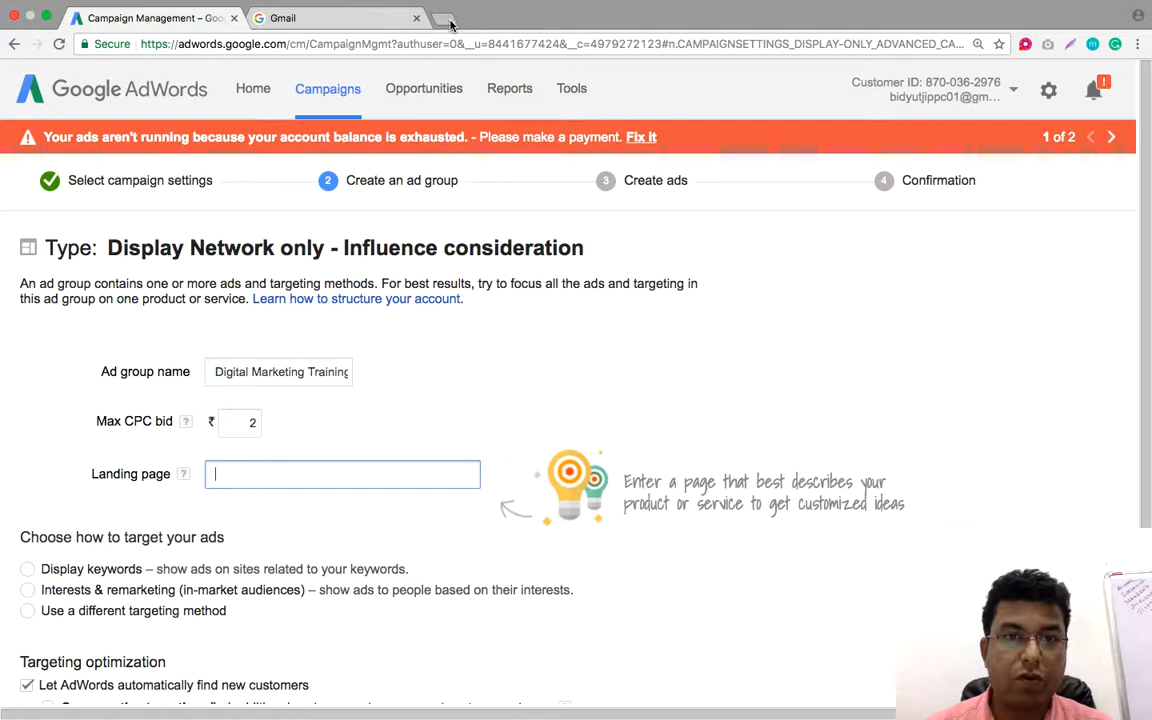 Campaign Management – Goo
Gmail
Secure
https://adwords.google.com/cm/CampaignMgmt?authuser=0&__u=8441677424&__c=4979272123#n.CAMPAIGNSETTINGS_DISPLAY-ONLY_ADVANCED_CA...
Google AdWords
Home
Campaigns
Opportunities
Reports
Tools
Customer ID: 870-036-2976
bidyutjippc01@gm...
!
Your ads aren't running because your account balance is exhausted. - Please make a payment. Fix it
1 of 2
Select campaign settings
2 Create an ad group
3 Create ads
4 Confirmation
Type: Display Network only - Influence consideration
An ad group contains one or more ads and targeting methods. For best results, try to focus all the ads and targeting in
this ad group on one product or service. Learn how to structure your account.
Ad group name
Digital Marketing Training
Max CPC bid ? ₹ 2
Landing page ?
Enter a page that best describes your
product or service to get customized ideas
Choose how to target your ads
Display keywords – show ads on sites related to your keywords.
Interests & remarketing (in-market audiences) – show ads to people based on their interests.
Use a different targeting method
Targeting optimization
Let AdWords automatically find new customers